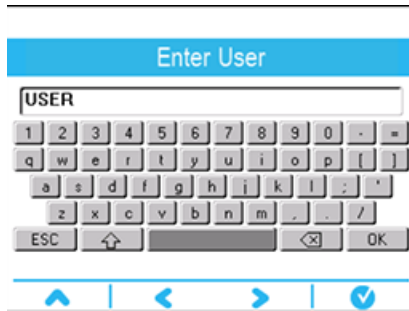 Enter User
USER
1 2 3 4 5 6 7 8 9 0 - =
q w e r t y u i o p [ ]
a s d f g h j k l ; '
z x c v b n m , . /
ESC OK